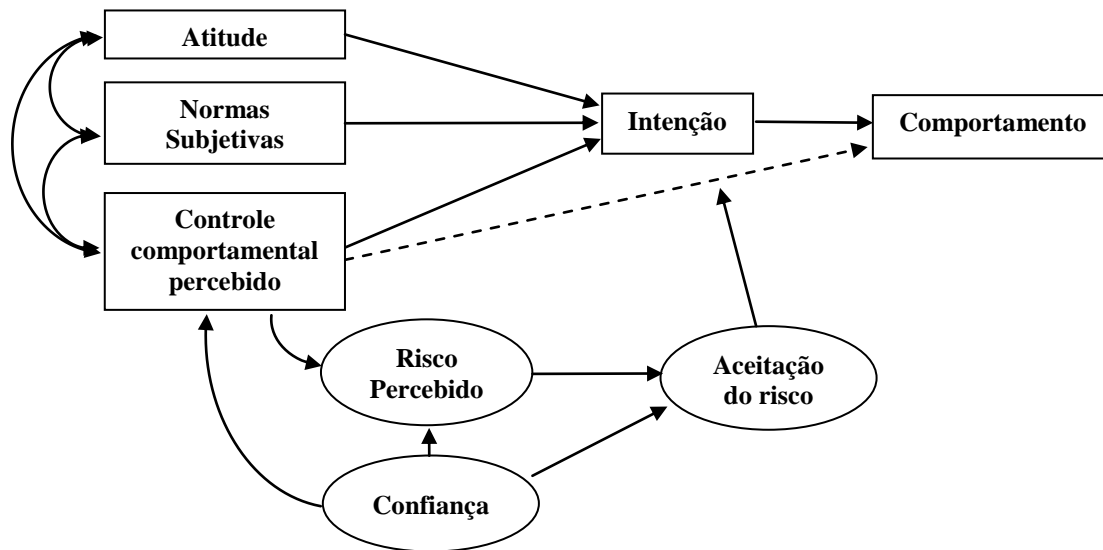 Atitude
Normas
Subjetivas
Intenção
Comportamento
Controle
comportamental
percebido
Risco
Percebido
Aceitação
do risco
Confiança